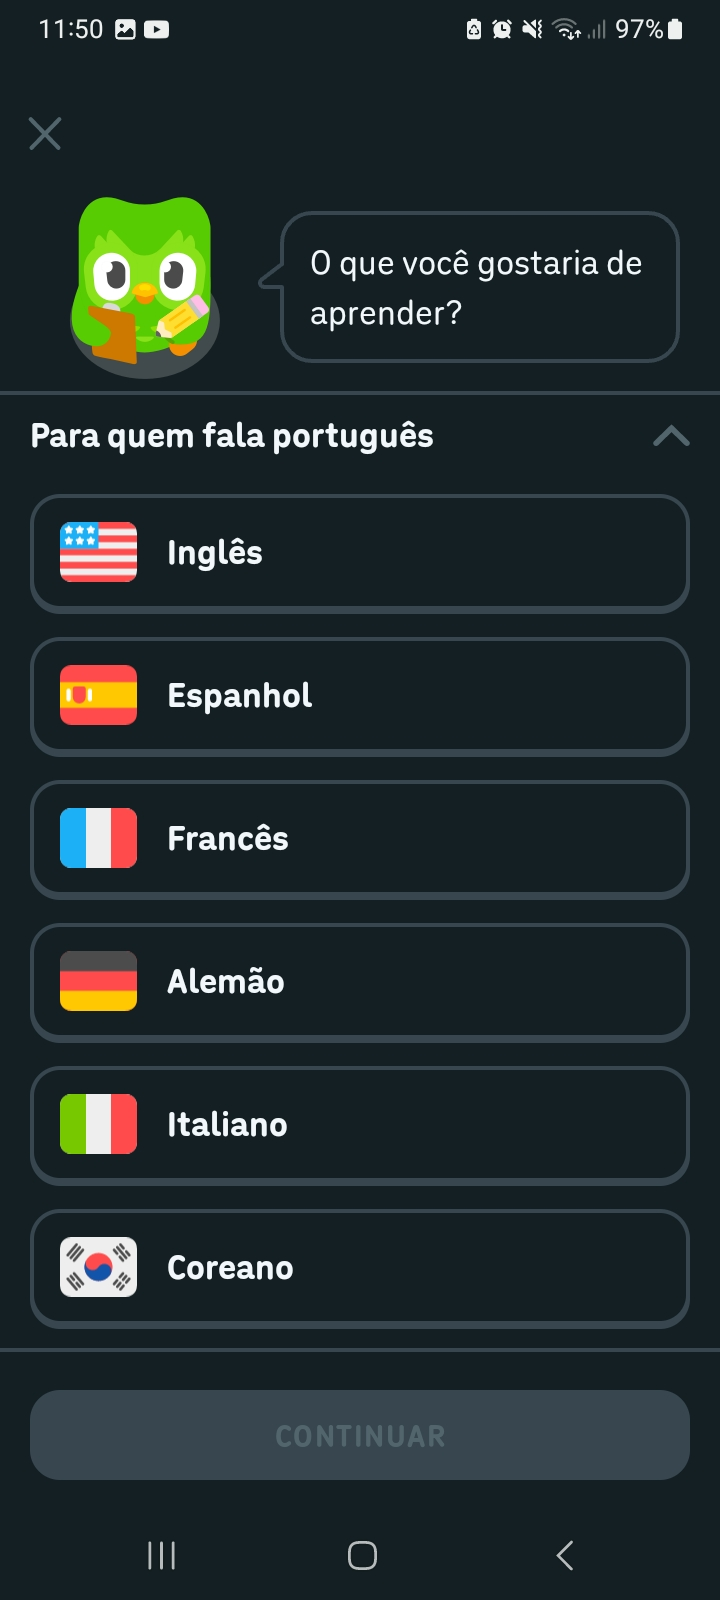 11:50
97%
O que você gostaria de
aprender?
Para quem fala português
Inglês
Espanhol
Francês
Alemão
Italiano
Coreano
CONTINUAR